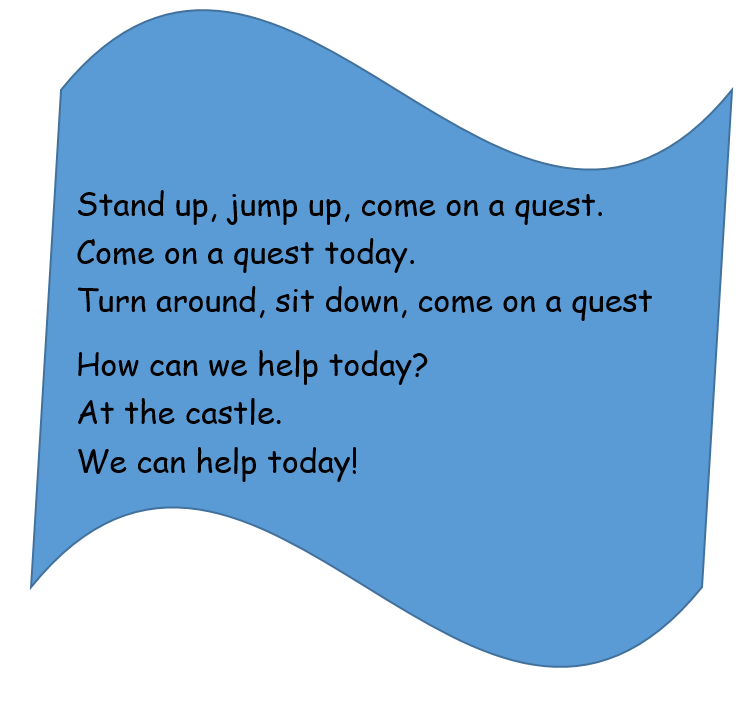 Stand up, jump up, come on a quest.
Come on a quest today.
Turn around, sit down, come on a quest
How can we help today?
At the castle.
We can help today!